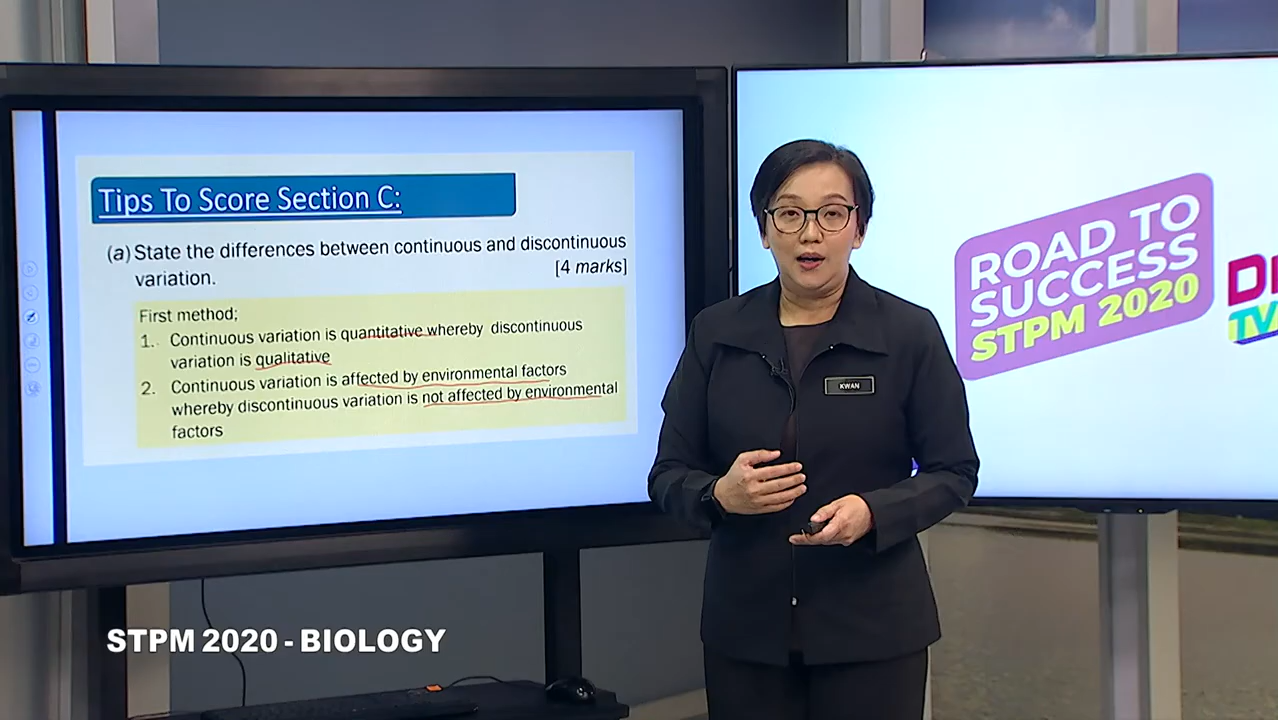 Tips To Score Section C:
(a) State the differences between continuous and discontinuous
variation. [4 marks]
First method;
1. Continuous variation is quantitative whereby discontinuous
variation is qualitative
2. Continuous variation is affected by environmental factors
whereby discontinuous variation is not affected by environmental
factors
KWAN
ROAD TO
SUCCESS
STPM 2020
TV
STPM 2020 - BIOLOGY